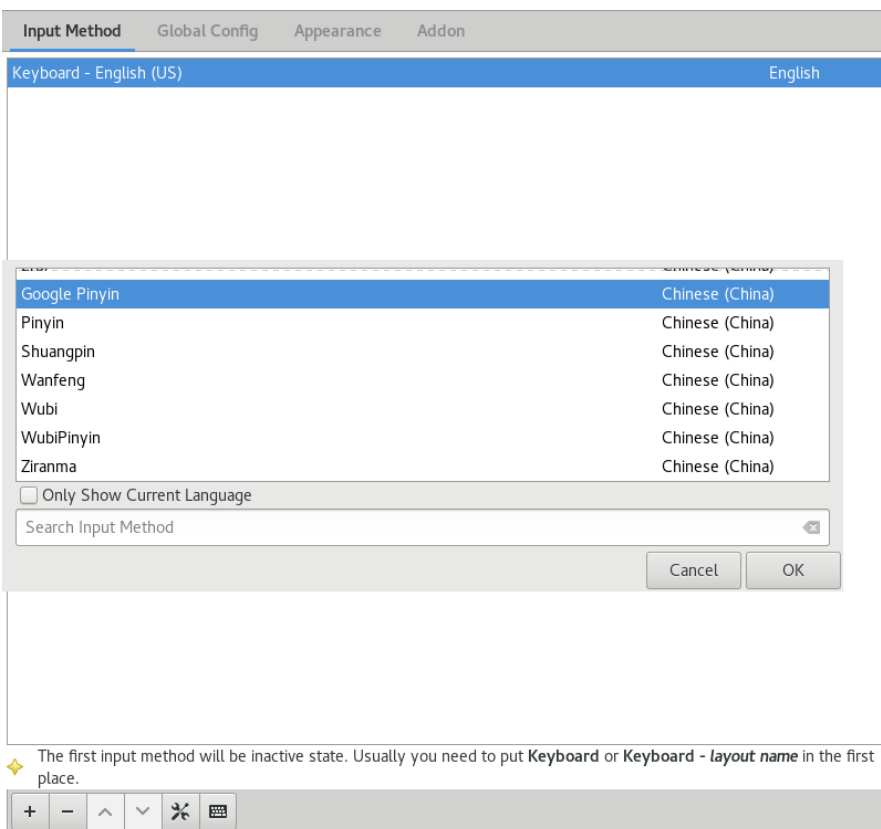 Input Method Global Config Appearance Addon
Keyboard - English (US) English
Chinese (China)
Google Pinyin Chinese (China)
Pinyin Chinese (China)
Shuangpin Chinese (China)
Wanfeng Chinese (China)
Wubi Chinese (China)
WubiPinyin Chinese (China)
Ziranma Chinese (China)
Only Show Current Language
Search Input Method
Cancel OK
The first input method will be inactive state. Usually you need to put Keyboard or Keyboard - layout name in the first
place.